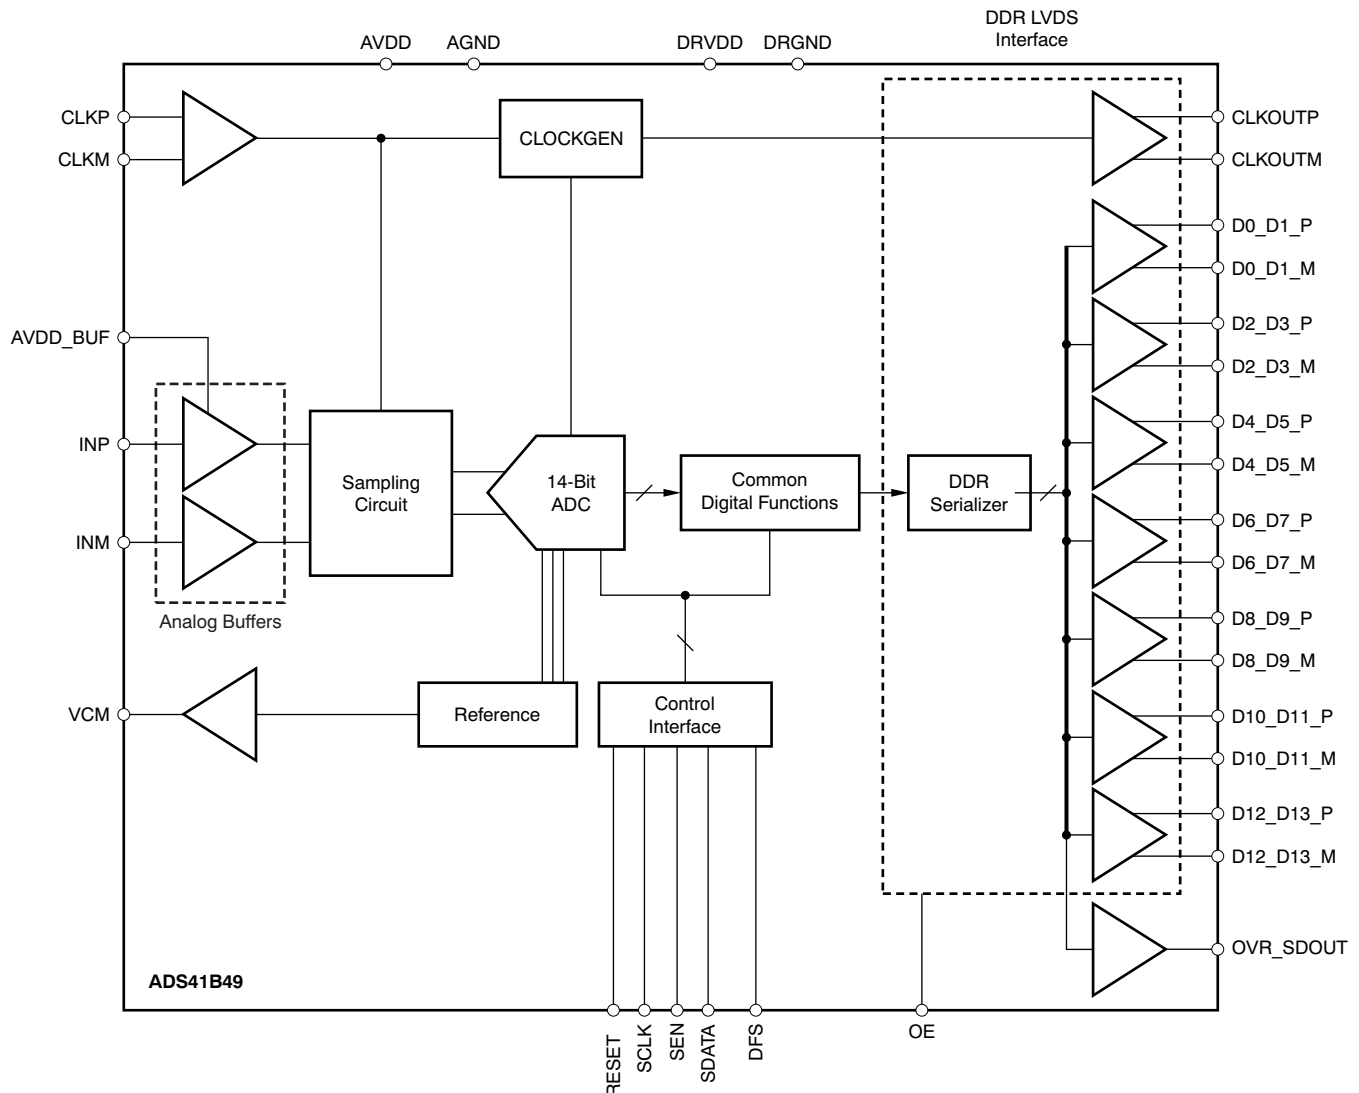 DDR LVDS
Interface
AVDD
AGND
DRVDD
DRGND
CLKP
CLKM
CLOCKGEN
CLKOUTP
CLKOUTM
D0_D1_P
D0_D1_M
AVDD_BUF
D2_D3_P
D2_D3_M
INP
INM
Analog Buffers
Sampling
Circuit
14-Bit
ADC
Common
Digital Functions
DDR
Serializer
D4_D5_P
D4_D5_M
D6_D7_P
D6_D7_M
D8_D9_P
D8_D9_M
VCM
Reference
Control
Interface
D10_D11_P
D10_D11_M
D12_D13_P
D12_D13_M
OVR_SDOUT
ADS41B49
RESET
SCLK
SEN
SDATA
DFS
OE